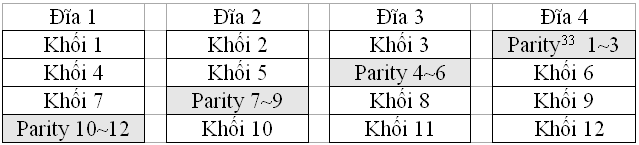 Đĩa 1 Đĩa 2 Đĩa 3 Đĩa 4
Khối 1 Khối 2 Khối 3 Parity³³ 1~3
Khối 4 Khối 5 Parity 4~6 Khối 6
Khối 7 Parity 7~9 Khối 8 Khối 9
Parity 10~12 Khối 10 Khối 11 Khối 12